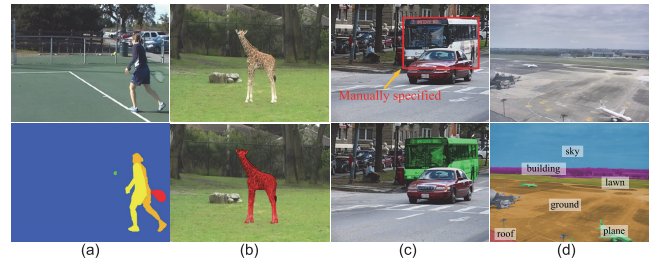 Manually specified
sky
building
lawn
ground
roof
plane
(a)
(b)
(c)
(d)